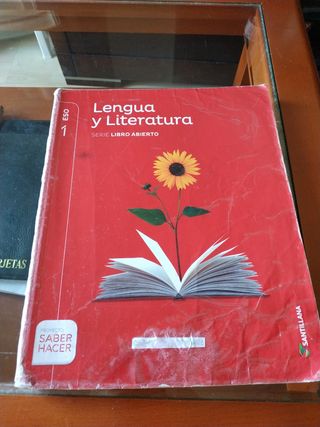 ESO
1
Lengua
y Literatura
SERIE LIBRO ABIERTO
PROYECTO
SABER
HACER
SANTILLANA
RJETAS